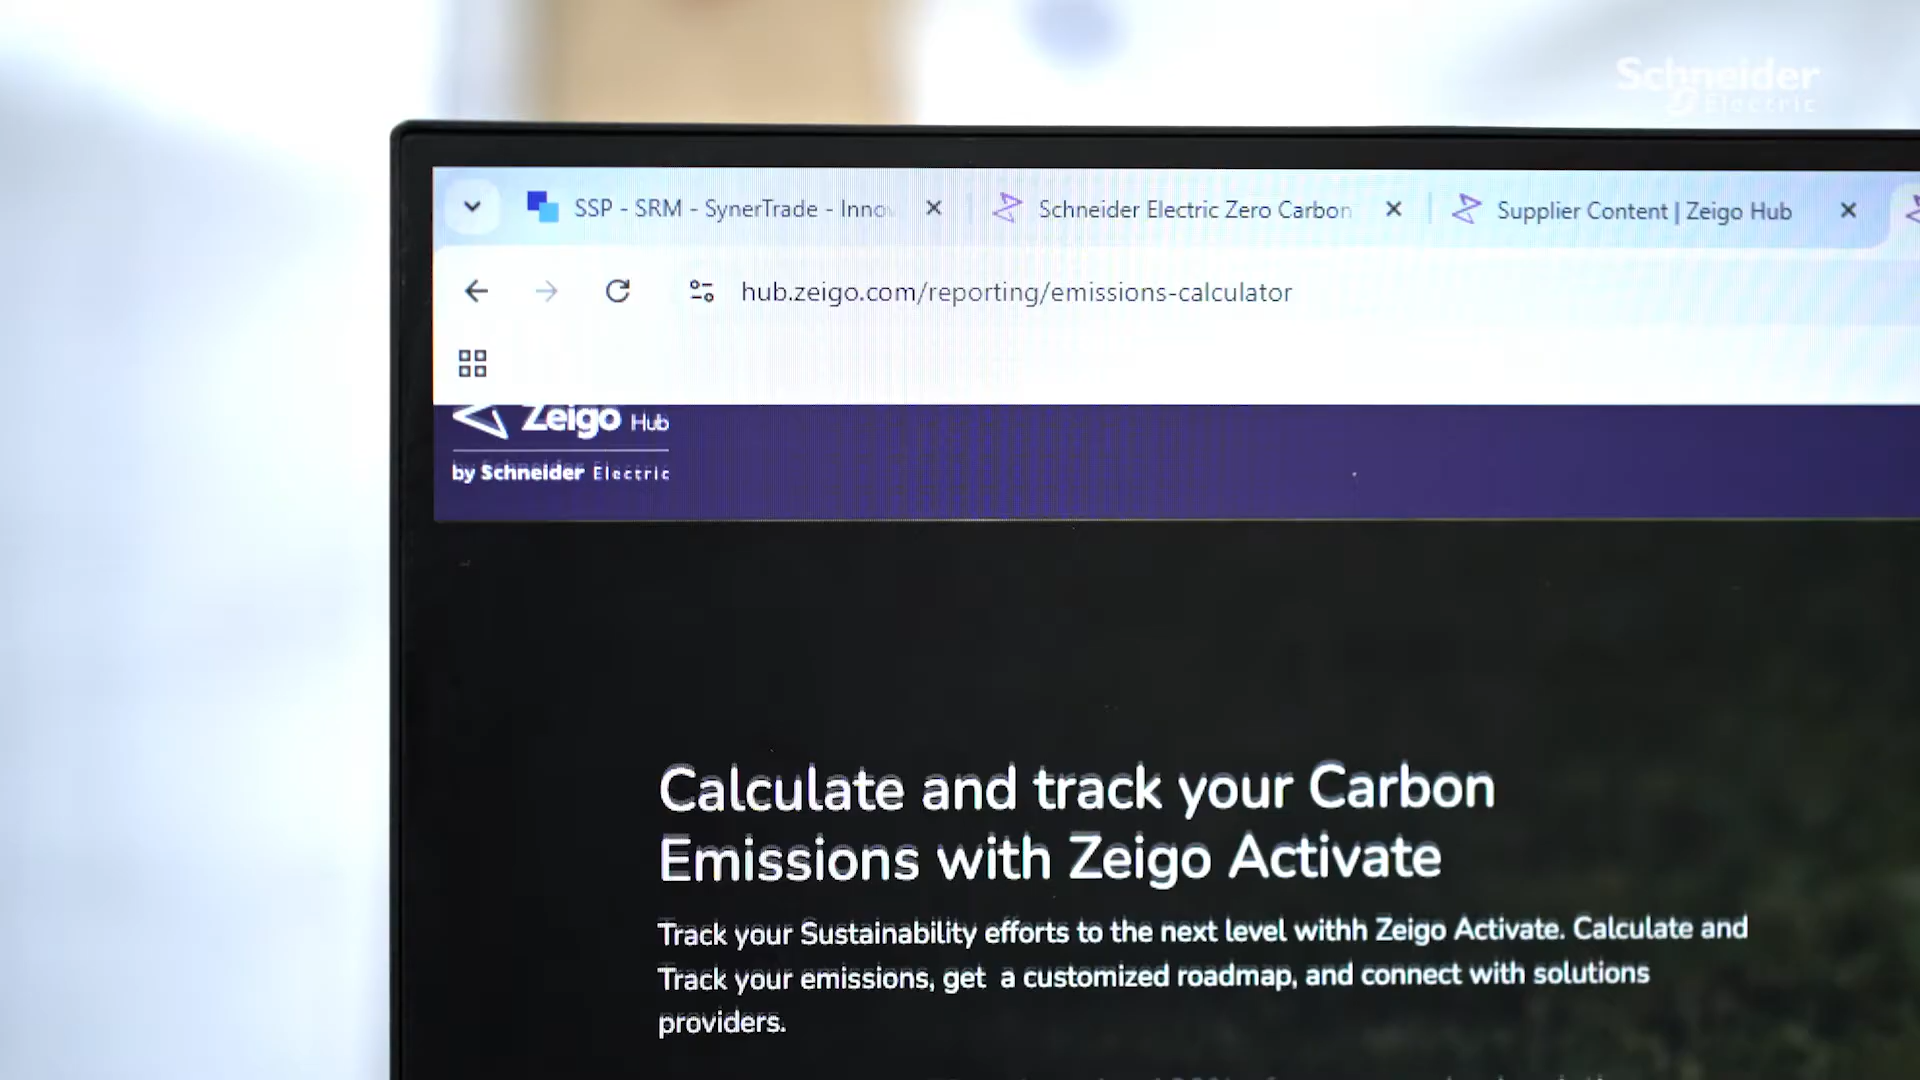 Schneider
Electric
SSP - SRM - SynerTrade - Inno
Schneider Electric Zero Carbon
Supplier Content | Zeigo Hub
hub.zeigo.com/reporting/emissions-calculator
Zeigo Hub
by Schneider Electric
Calculate and track your Carbon
Emissions with Zeigo Activate
Track your Sustainability efforts to the next level withh Zeigo Activate. Calculate and
Track your emissions, get a customized roadmap, and connect with solutions
providers.